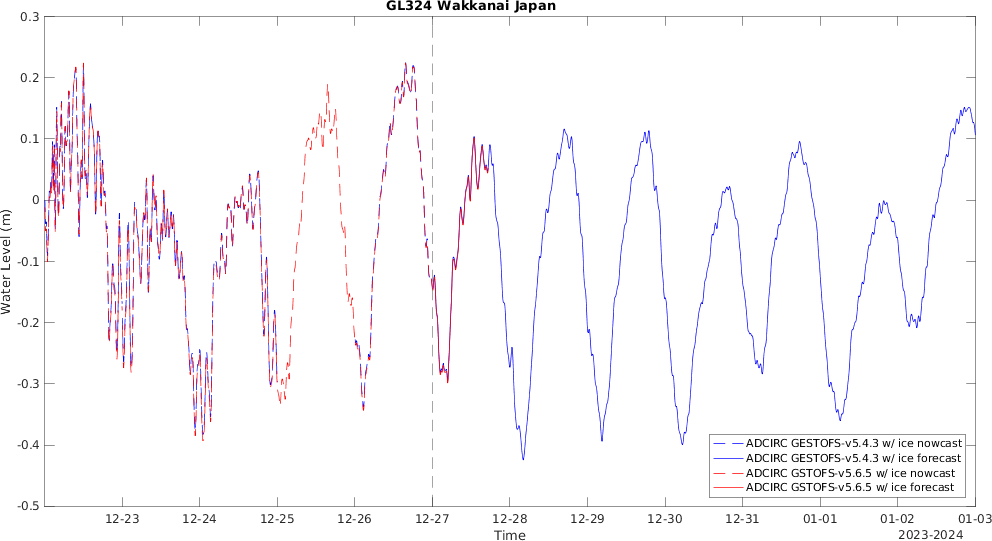 GL324 Wakkanai Japan
0.3
0.2
0.1
0
-0.1
-0.2
-0.3
-0.4
-0.5
Water Level (m)
12-23 12-24 12-25 12-26 12-27 12-28 12-29 12-30 12-31 01-01 01-02 01-03
Time
2023-2024
ADCIRC GESTOFS-v5.4.3 w/ ice nowcast
ADCIRC GESTOFS-v5.4.3 w/ ice forecast
ADCIRC GSTOFS-v5.6.5 w/ ice nowcast
ADCIRC GSTOFS-v5.6.5 w/ ice forecast